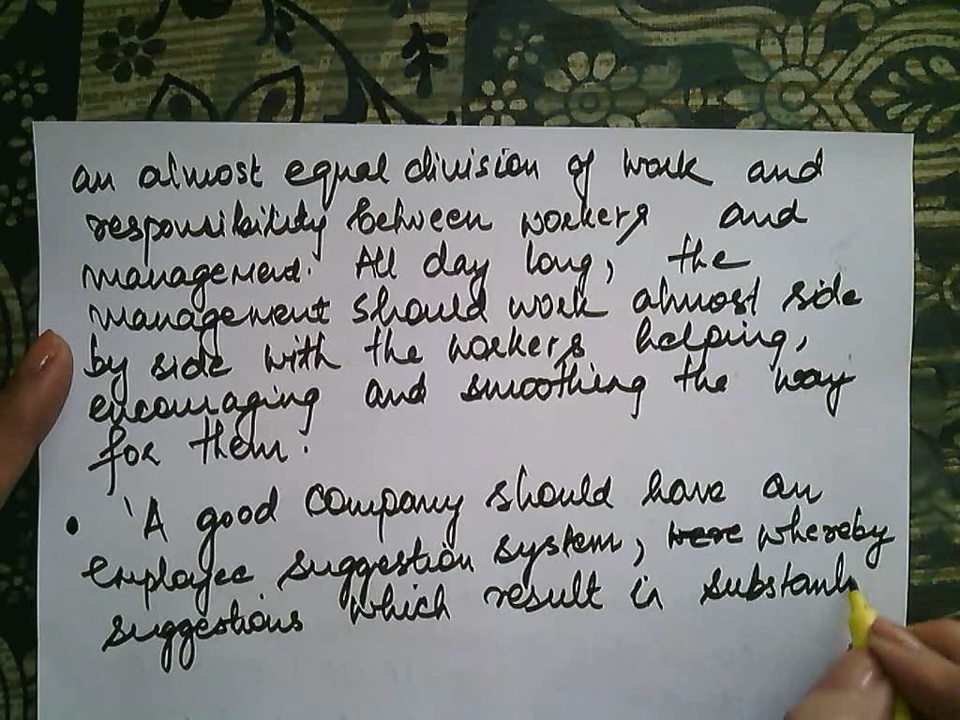 an almost equal division of work and
responsibility between workers and
management. All day long, the
management should work almost side
by side with the workers helping,
encouraging and smoothing the way
for them.
• 'A good company should have an
employee suggestion system, were whereby
suggestions which result in substanti